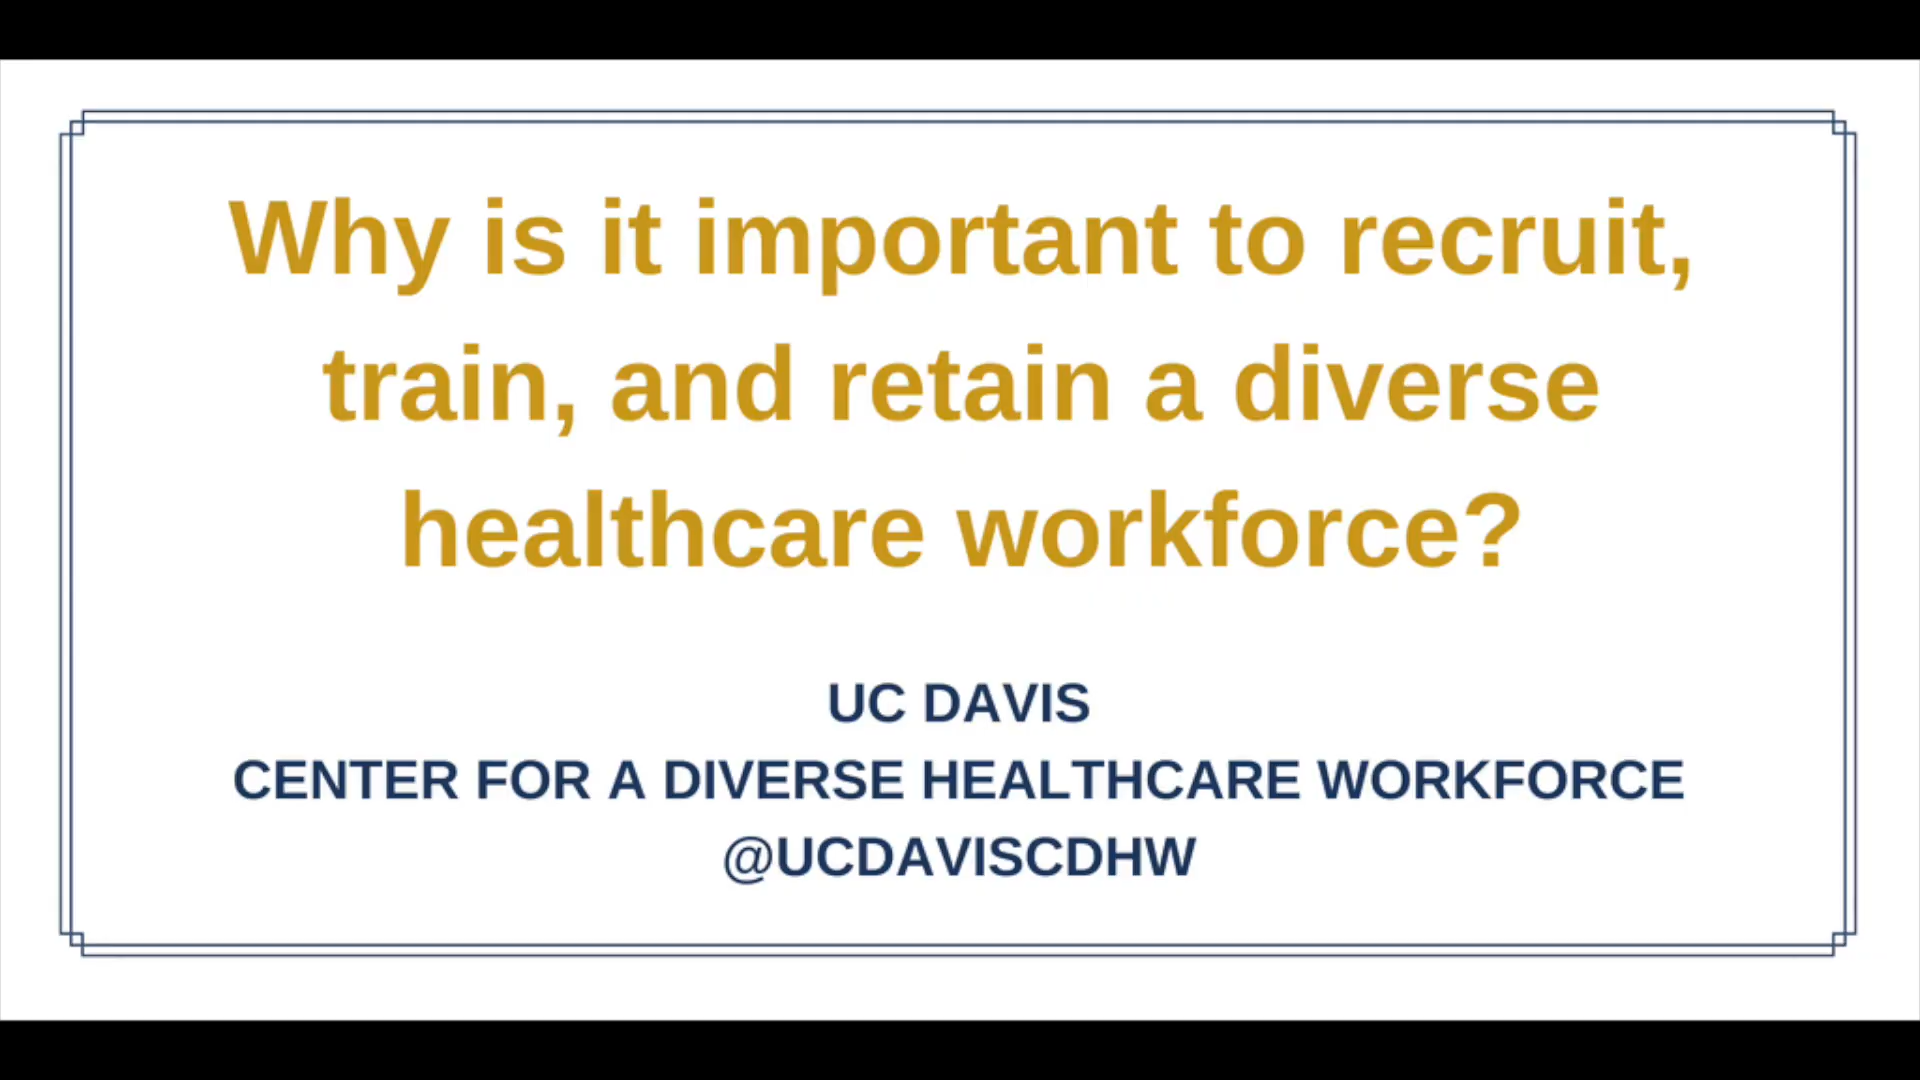 Why is it important to recruit,
train, and retain a diverse
healthcare workforce?
UC DAVIS
CENTER FOR A DIVERSE HEALTHCARE WORKFORCE
@UCDAVISCDHW